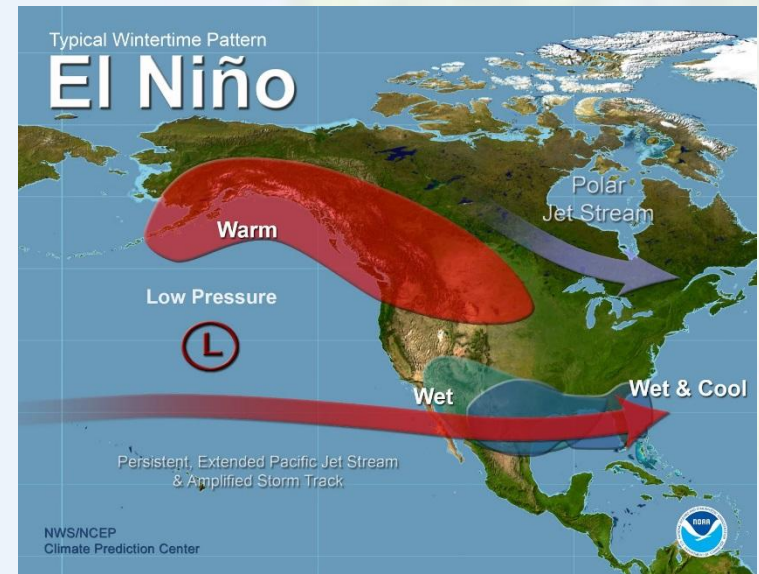 Typical Wintertime Pattern
El Niño
Polar
Jet Stream
Warm
Low Pressure
L
Wet
Wet & Cool
Persistent, Extended Pacific Jet Stream
& Amplified Storm Track
NWS/NCEP
Climate Prediction Center
NOAA